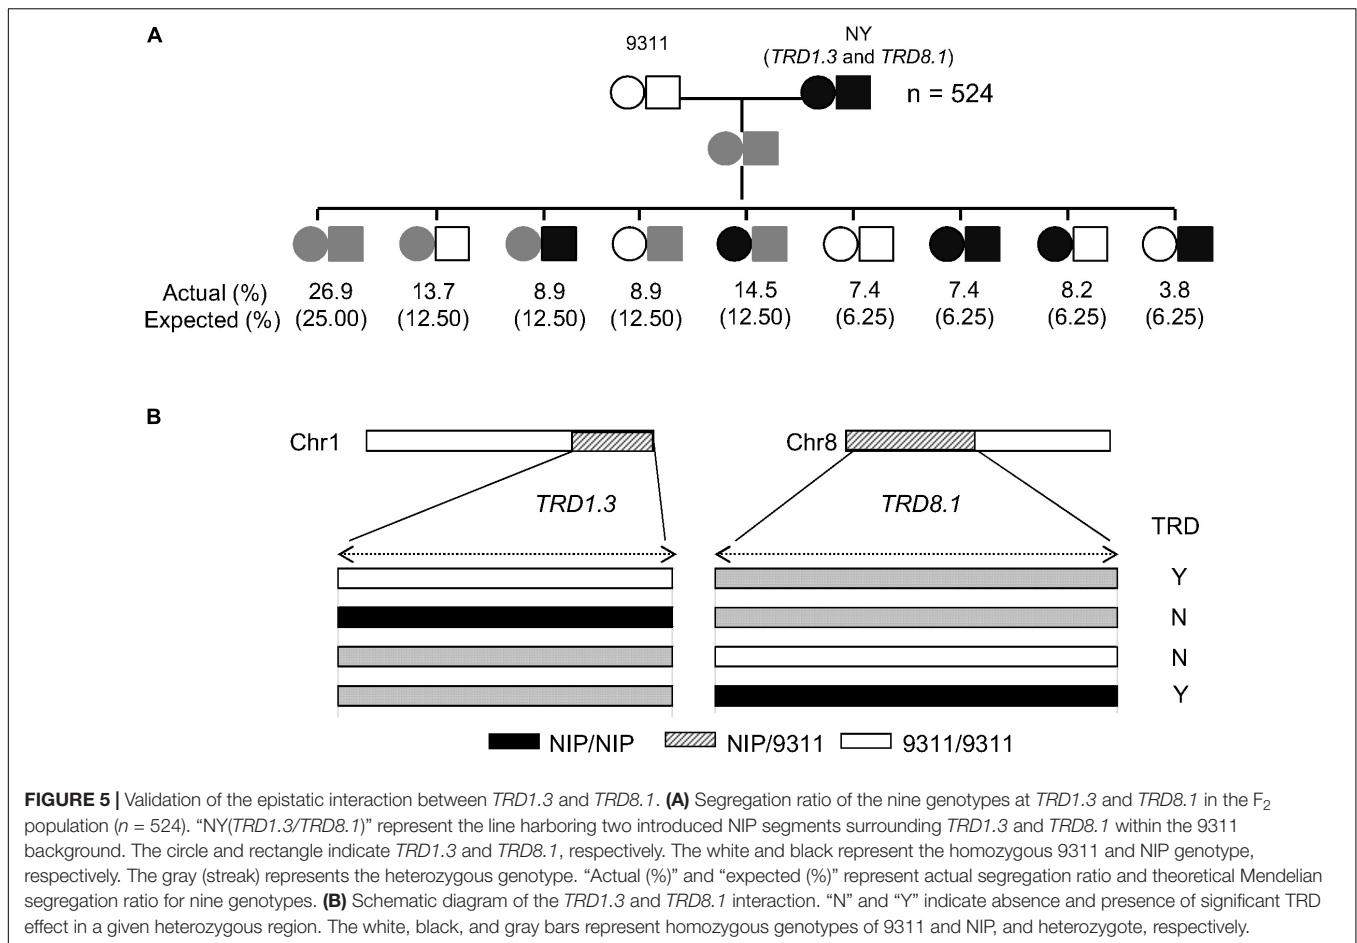 A
9311
NY
(TRD1.3 and TRD8.1)
n = 524
Actual (%) 26.9 13.7 8.9 8.9 14.5 7.4 7.4 8.2 3.8
Expected (%) (25.00) (12.50) (12.50) (12.50) (12.50) (6.25) (6.25) (6.25) (6.25)
B
Chr1 Chr8
TRD1.3 TRD8.1
TRD
Y
N
N
Y
NIP/NIP NIP/9311 9311/9311
FIGURE 5 | Validation of the epistatic interaction between TRD1.3 and TRD8.1. (A) Segregation ratio of the nine genotypes at TRD1.3 and TRD8.1 in the F2
population (n = 524). “NY(TRD1.3/TRD8.1)” represent the line harboring two introduced NIP segments surrounding TRD1.3 and TRD8.1 within the 9311
background. The circle and rectangle indicate TRD1.3 and TRD8.1, respectively. The white and black represent the homozygous 9311 and NIP genotype,
respectively. The gray (streak) represents the heterozygous genotype. “Actual (%)” and “expected (%)” represent actual segregation ratio and theoretical Mendelian
segregation ratio for nine genotypes. (B) Schematic diagram of the TRD1.3 and TRD8.1 interaction. “N” and “Y” indicate absence and presence of significant TRD
effect in a given heterozygous region. The white, black, and gray bars represent homozygous genotypes of 9311 and NIP, and heterozygote, respectively.